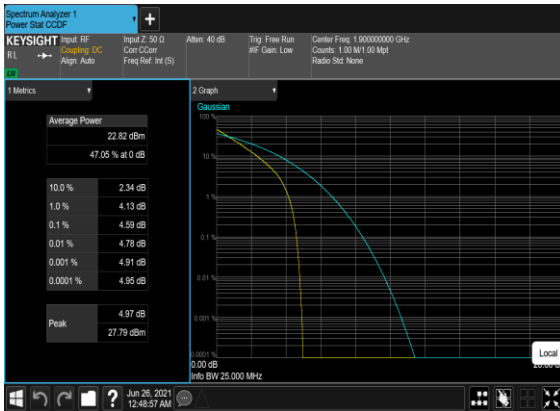 Spectrum Analyzer 1
Power Stat CCDF
+
KEYSIGHT
RL
LM
Input: RF
Coupling: DC
Align: Auto
Input Z: 50 Ω
Corr CCorr
Freq Ref: Int (S)
Atten: 40 dB
Trig: Free Run
#IF Gain: Low
Center Freq: 1.900000000 GHz
Counts: 1.00 M/1.00 Mpt
Radio Std: None
1 Metrics
Average Power
22.82 dBm
47.05 % at 0 dB
10.0 % 2.34 dB
1.0 % 4.13 dB
0.1 % 4.59 dB
0.01 % 4.78 dB
0.001 % 4.91 dB
0.0001 % 4.95 dB
Peak
4.97 dB
27.79 dBm
2 Graph
Gaussian
100 %
10 %
1 %
0.1 %
0.01 %
0.001 %
0.0001 %
0.00 dB
Info BW 25.000 MHz
Local
?
Jun 26, 2021
12:48:57 AM